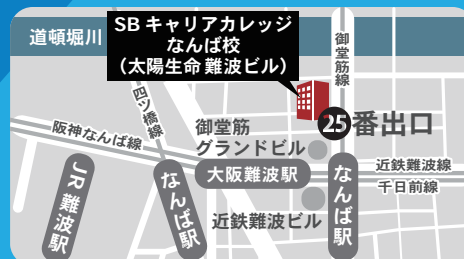 道頓堀川
SB キャリアカレッジ
なんば校
（太陽生命 難波ビル）
御堂筋線
四ツ橋線
25番出口
阪神なんば線
御堂筋
グランドビル
近鉄難波線
大阪難波駅
千日前線
JR難波駅
なんば駅
なんば駅
近鉄難波ビル